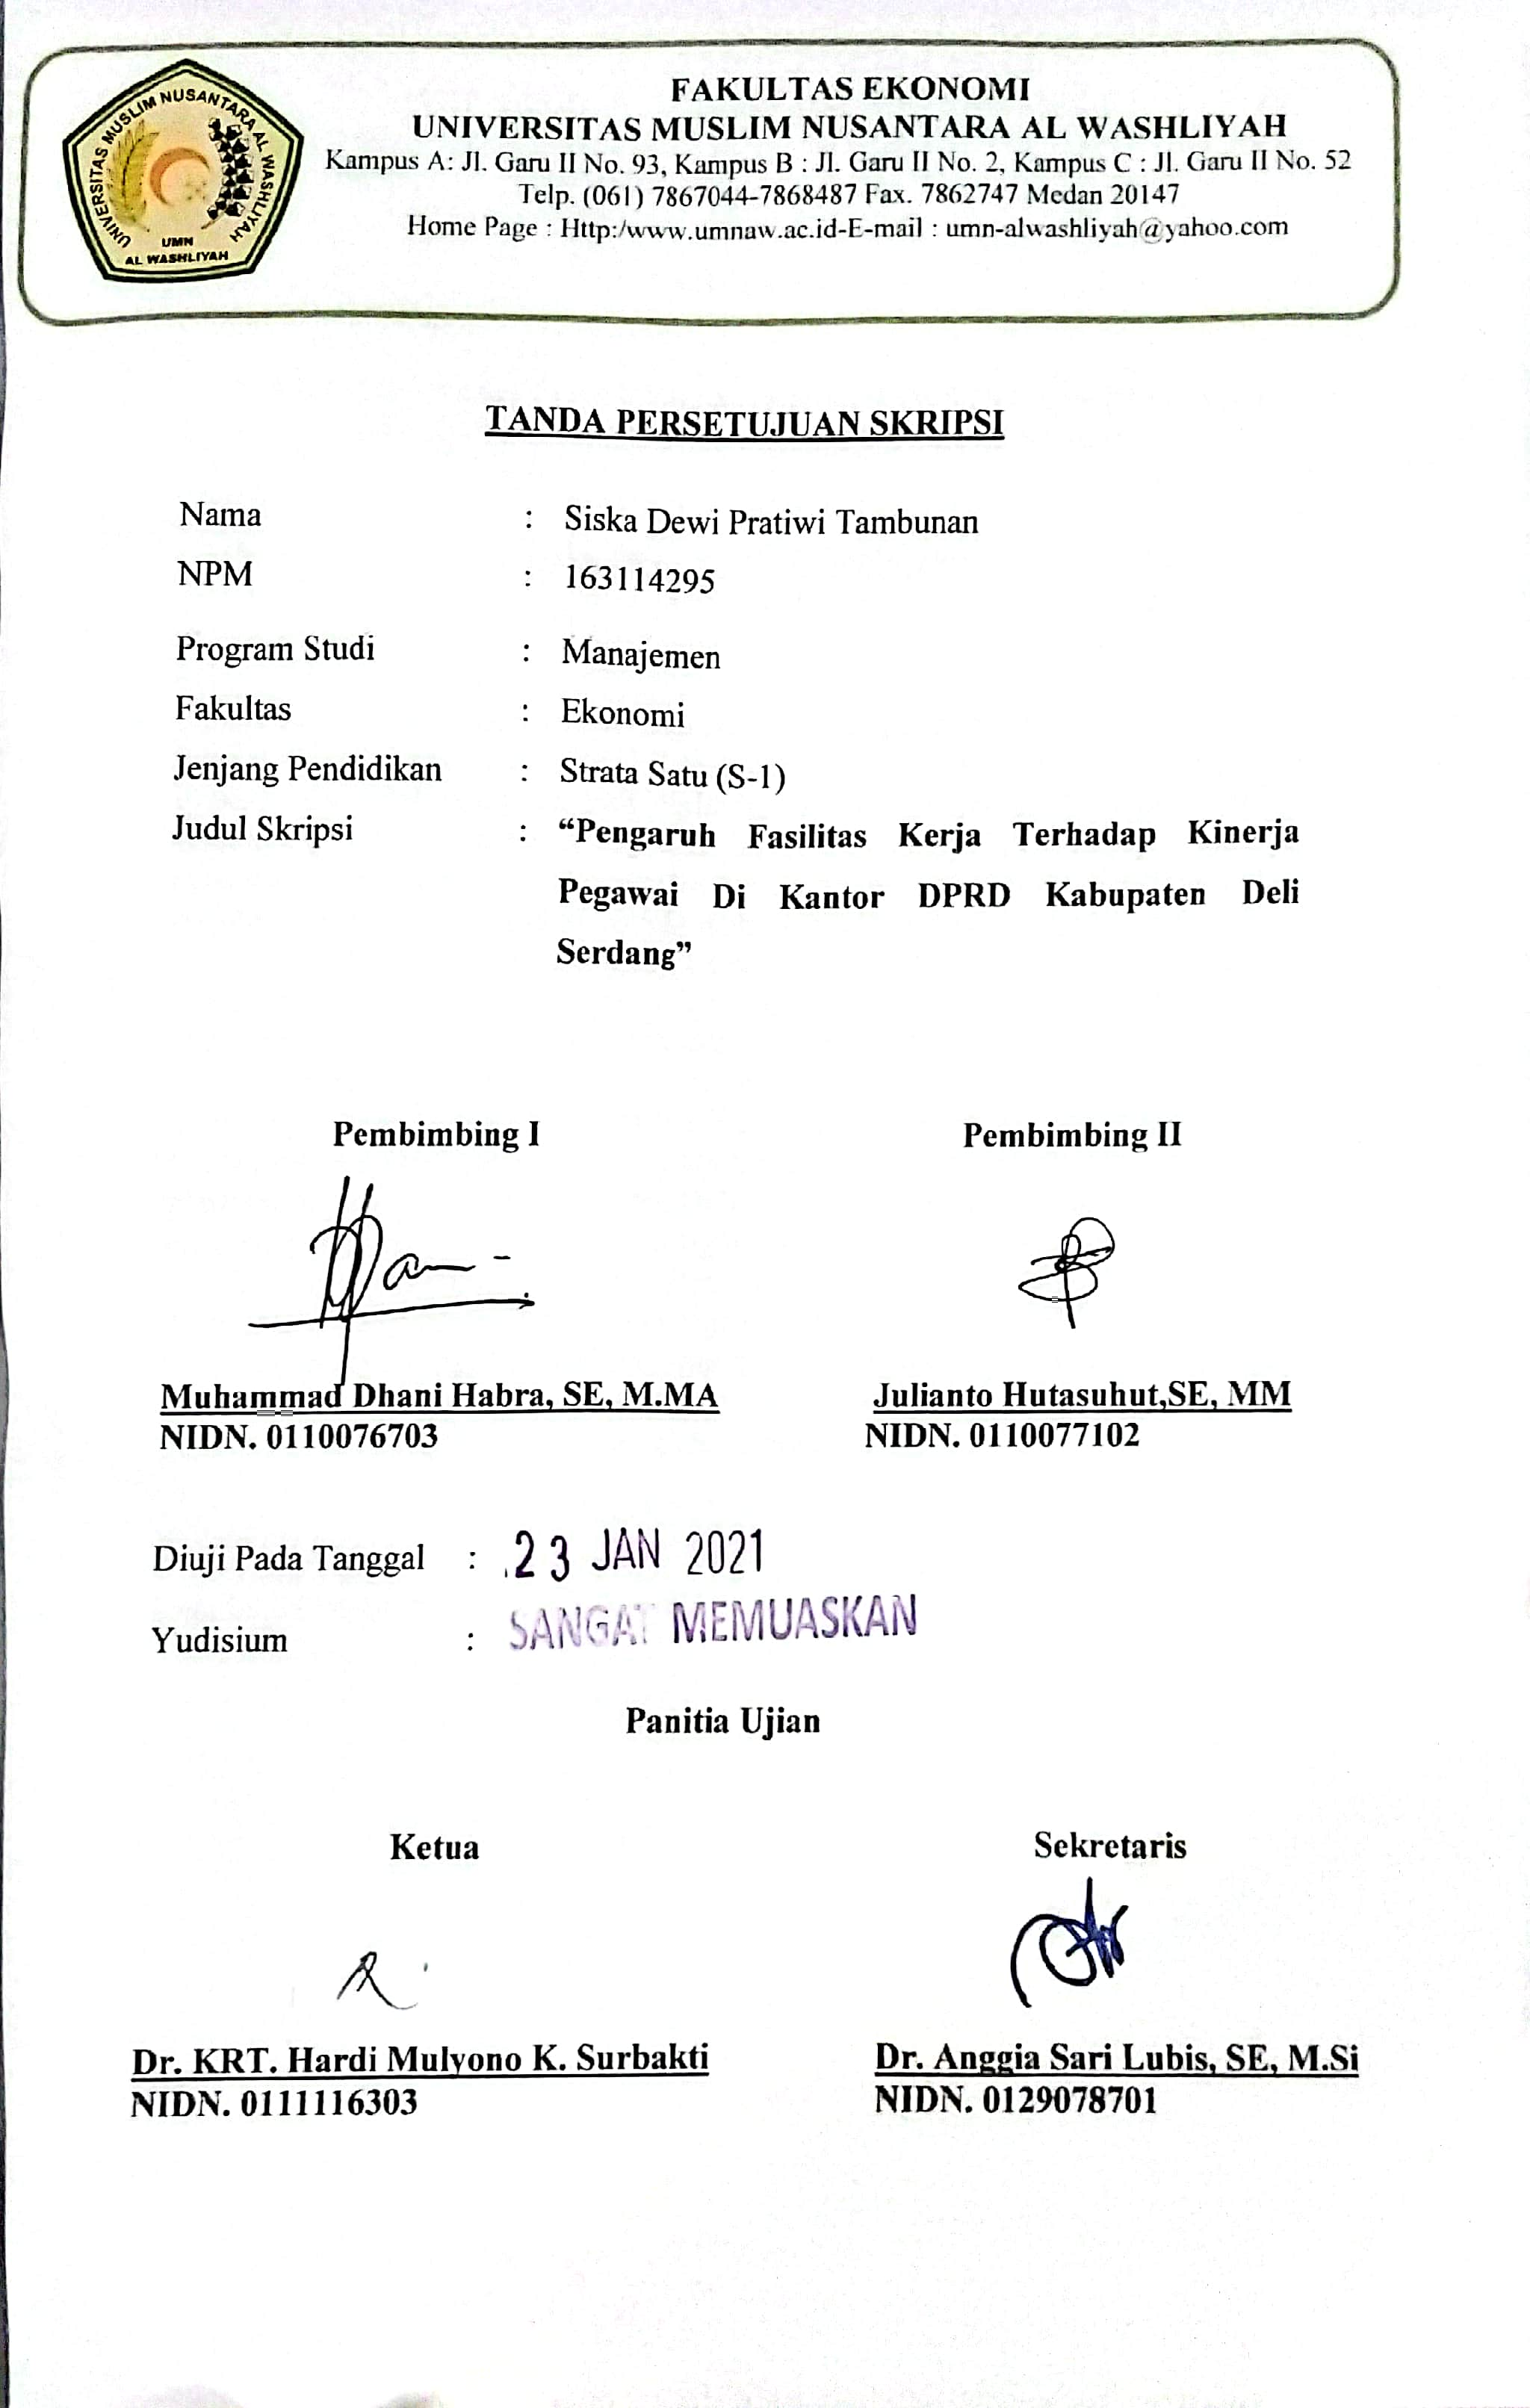 UNIVERSITAS MUSLIM NUSANTARA AL WASHLIYAH
UMN
AL WASHLIYAH
FAKULTAS EKONOMI
UNIVERSITAS MUSLIM NUSANTARA AL WASHLIYAH
Kampus A: Jl. Garu II No. 93, Kampus B : Jl. Garu II No. 2, Kampus C : Jl. Garu II No. 52
Telp. (061) 7867044-7868487 Fax. 7862747 Medan 20147
Home Page : Http:/www.umnaw.ac.id-E-mail : umn-alwashliyah@yahoo.com
TANDA PERSETUJUAN SKRIPSI
Nama : Siska Dewi Pratiwi Tambunan
NPM : 163114295
Program Studi : Manajemen
Fakultas : Ekonomi
Jenjang Pendidikan : Strata Satu (S-1)
Judul Skripsi : “Pengaruh Fasilitas Kerja Terhadap Kinerja
Pegawai Di Kantor DPRD Kabupaten Deli
Serdang”
Pembimbing I Pembimbing II
Muhammad Dhani Habra, SE, M.MA Julianto Hutasuhut,SE, MM
NIDN. 0110076703 NIDN. 0110077102
Diuji Pada Tanggal : 23 JAN 2021
Yudisium : SANGAT MEMUASKAN
Panitia Ujian
Ketua Sekretaris
Dr. KRT. Hardi Mulyono K. Surbakti Dr. Anggia Sari Lubis, SE, M.Si
NIDN. 0111116303 NIDN. 0129078701